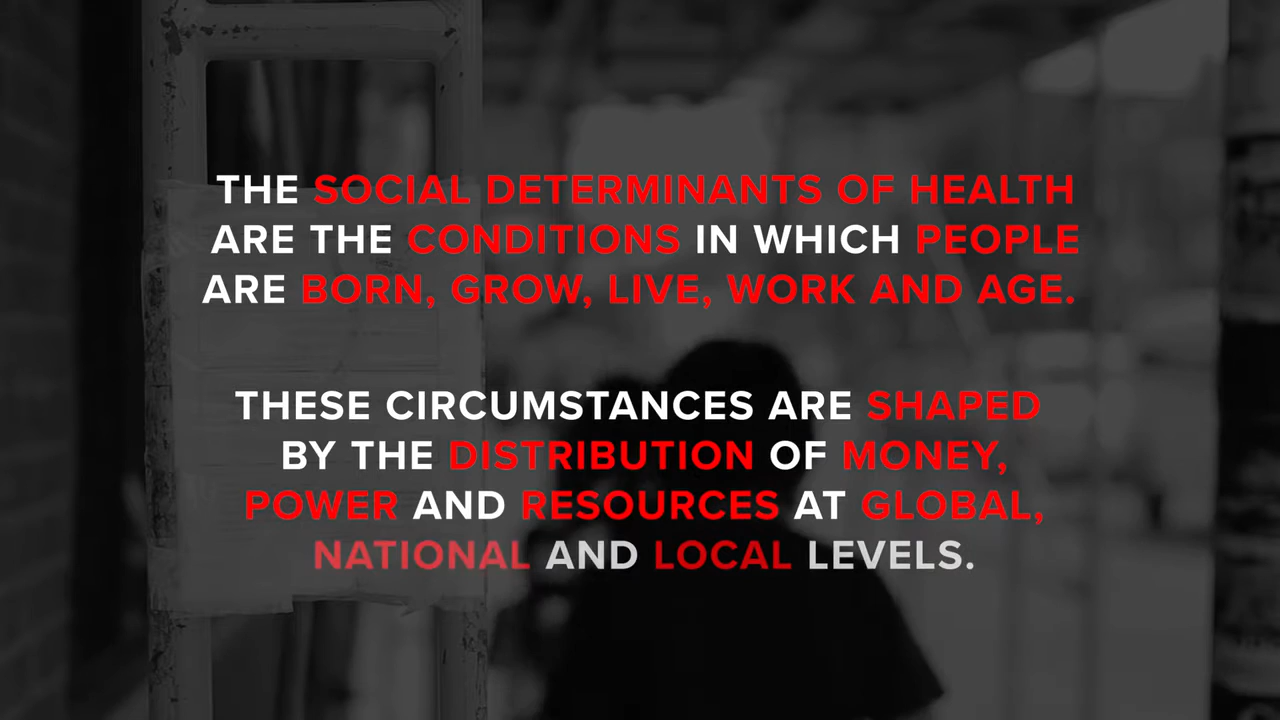 THE SOCIAL DETERMINANTS OF HEALTH
ARE THE CONDITIONS IN WHICH PEOPLE
ARE BORN, GROW, LIVE, WORK AND AGE.
THESE CIRCUMSTANCES ARE SHAPED
BY THE DISTRIBUTION OF MONEY,
POWER AND RESOURCES AT GLOBAL,
NATIONAL AND LOCAL LEVELS.